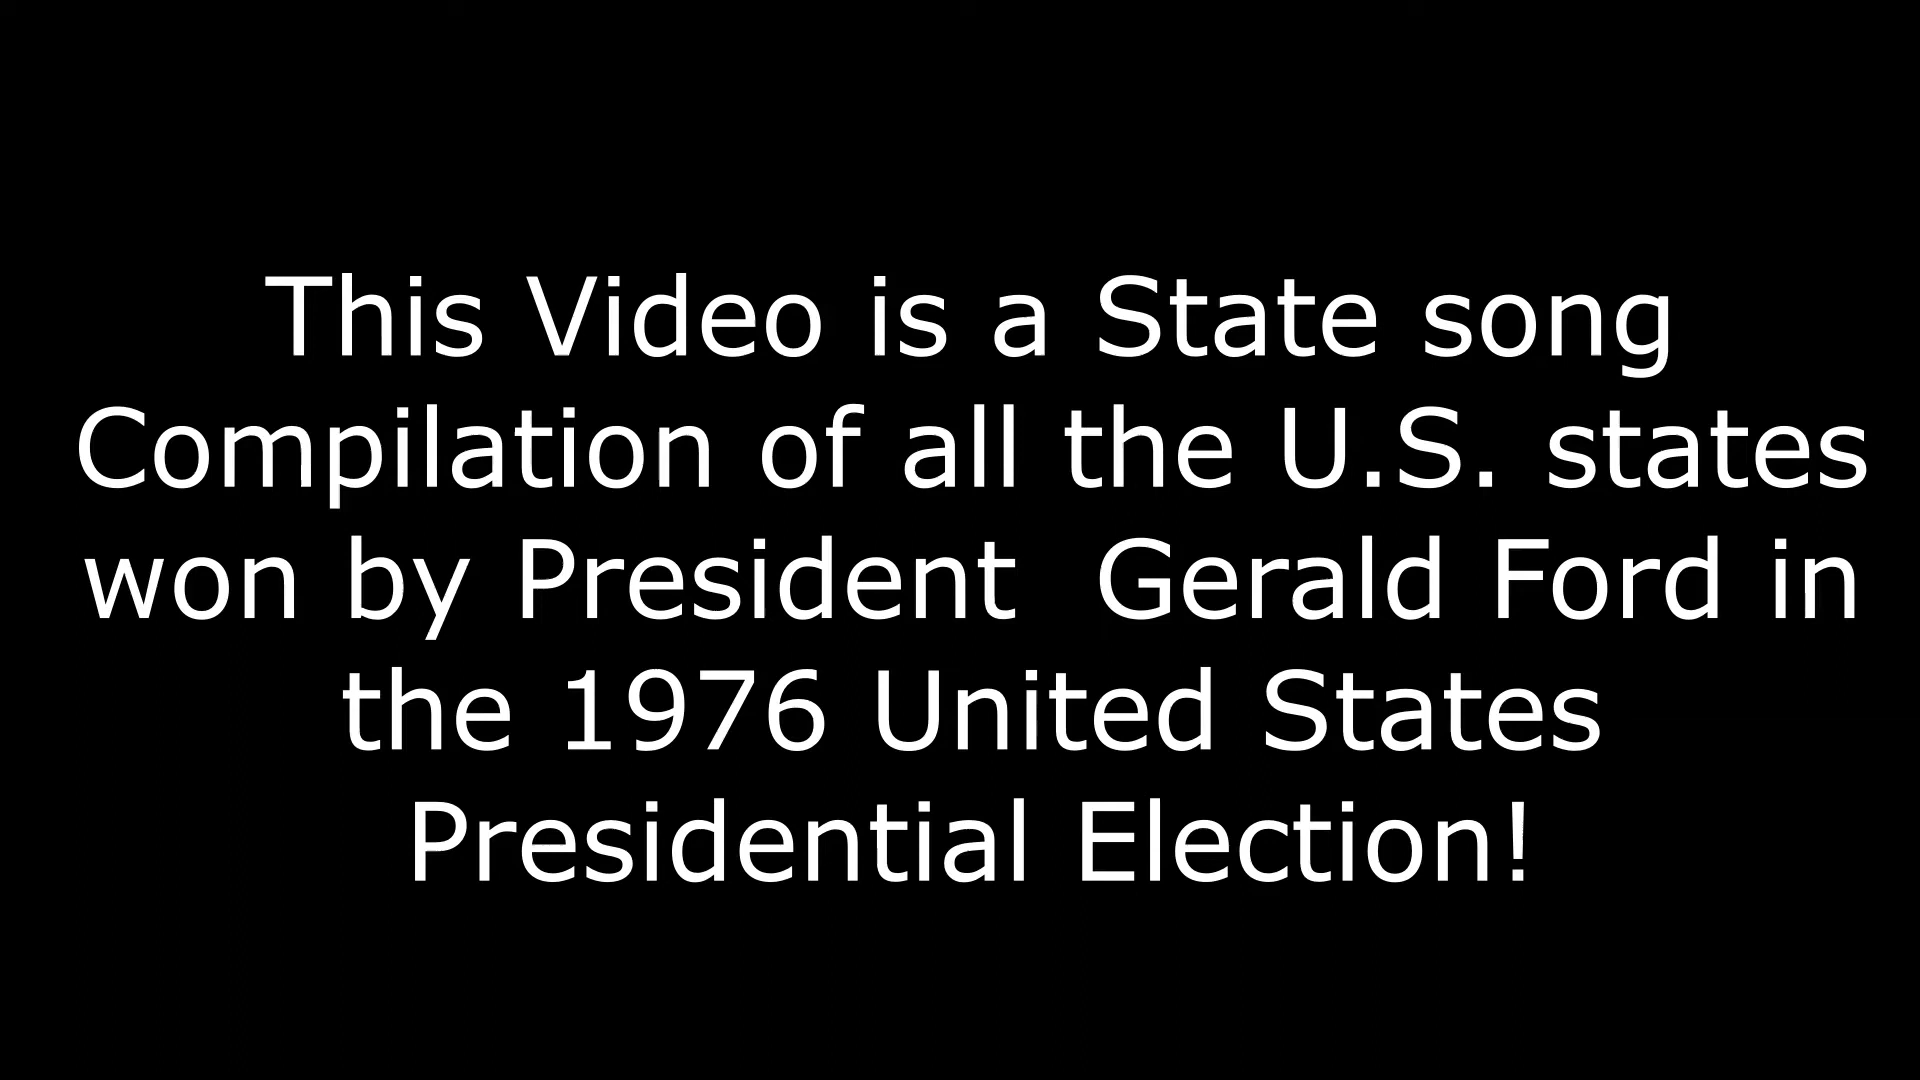 This Video is a State song
Compilation of all the U.S. states
won by President  Gerald Ford in
the 1976 United States
Presidential Election!